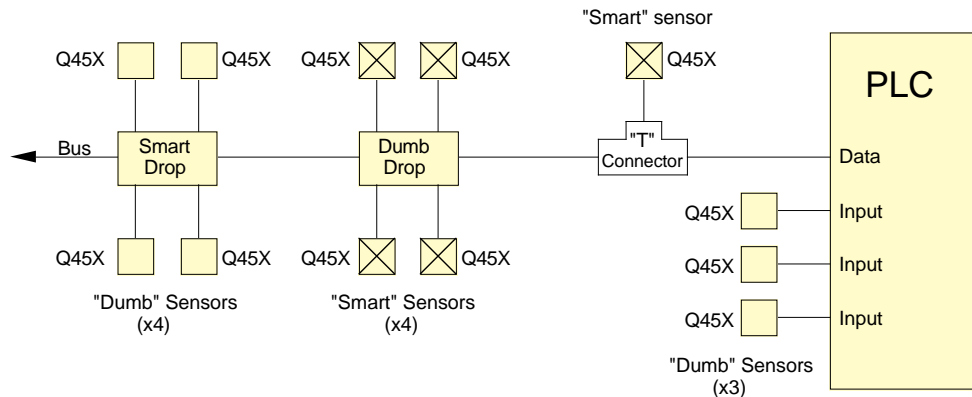 "Smart" sensor
Q45X Q45X Q45X Q45X Q45X
PLC
Bus
Smart
Drop
Dumb
Drop
"T"
Connector
Data
Q45X Input
Q45X Q45X Q45X Q45X
Q45X Input
"Dumb" Sensors
(x4)
"Smart" Sensors
(x4)
Q45X Input
"Dumb" Sensors
(x3)